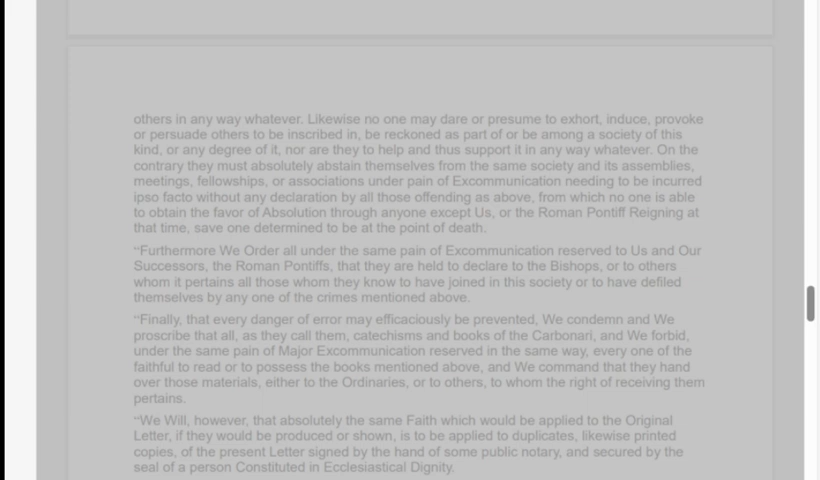 others in any way whatever. Likewise no one may dare or presume to exhort, induce, provoke
or persuade others to be inscribed in, be reckoned as part of or be among a society of this
kind, or any degree of it, nor are they to help and thus support it in any way whatever. On the
contrary they must absolutely abstain themselves from the same society and its assemblies,
meetings, fellowships, or associations under pain of Excommunication needing to be incurred
ipso facto without any declaration by all those offending as above, from which no one is able
to obtain the favor of Absolution through anyone except Us, or the Roman Pontiff Reigning at
that time, save one determined to be at the point of death.
“Furthermore We Order all under the same pain of Excommunication reserved to Us and Our
Successors, the Roman Pontiffs, that they are held to declare to the Bishops, or to others
whom it pertains all those whom they know to have joined in this society or to have defiled
themselves by any one of the crimes mentioned above.
“Finally, that every danger of error may efficaciously be prevented, We condemn and We
proscribe that all, as they call them, catechisms and books of the Carbonari, and We forbid,
under the same pain of Major Excommunication reserved in the same way, every one of the
faithful to read or to possess the books mentioned above, and We command that they hand
over those materials, either to the Ordinaries, or to others, to whom the right of receiving them
pertains.
“We Will, however, that absolutely the same Faith which would be applied to the Original
Letter, if they would be produced or shown, is to be applied to duplicates, likewise printed
copies, of the present Letter signed by the hand of some public notary, and secured by the
seal of a person Constituted in Ecclesiastical Dignity.